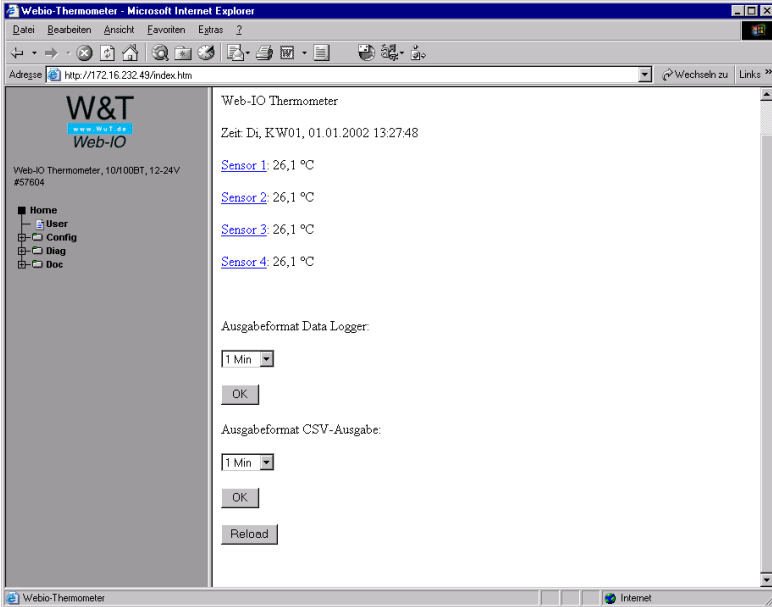 Webio-Thermometer - Microsoft Internet Explorer
Datei Bearbeiten Ansicht Favoriten Extras ?
Adresse http://172.16.232.49/index.htm Wechseln zu Links »
W&T
www.WuT.de
Web-IO
Web-IO Thermometer, 10/100BT, 12-24V
#57604
Home
User
Config
Diag
Doc
Web-IO Thermometer
Zeit: Di, KW01, 01.01.2002 13:27:48
Sensor 1: 26,1 °C
Sensor 2: 26,1 °C
Sensor 3: 26,1 °C
Sensor 4: 26,1 °C
Ausgabeformat Data Logger:
1 Min
OK
Ausgabeformat CSV-Ausgabe:
1 Min
OK
Reload
Webio-Thermometer Internet